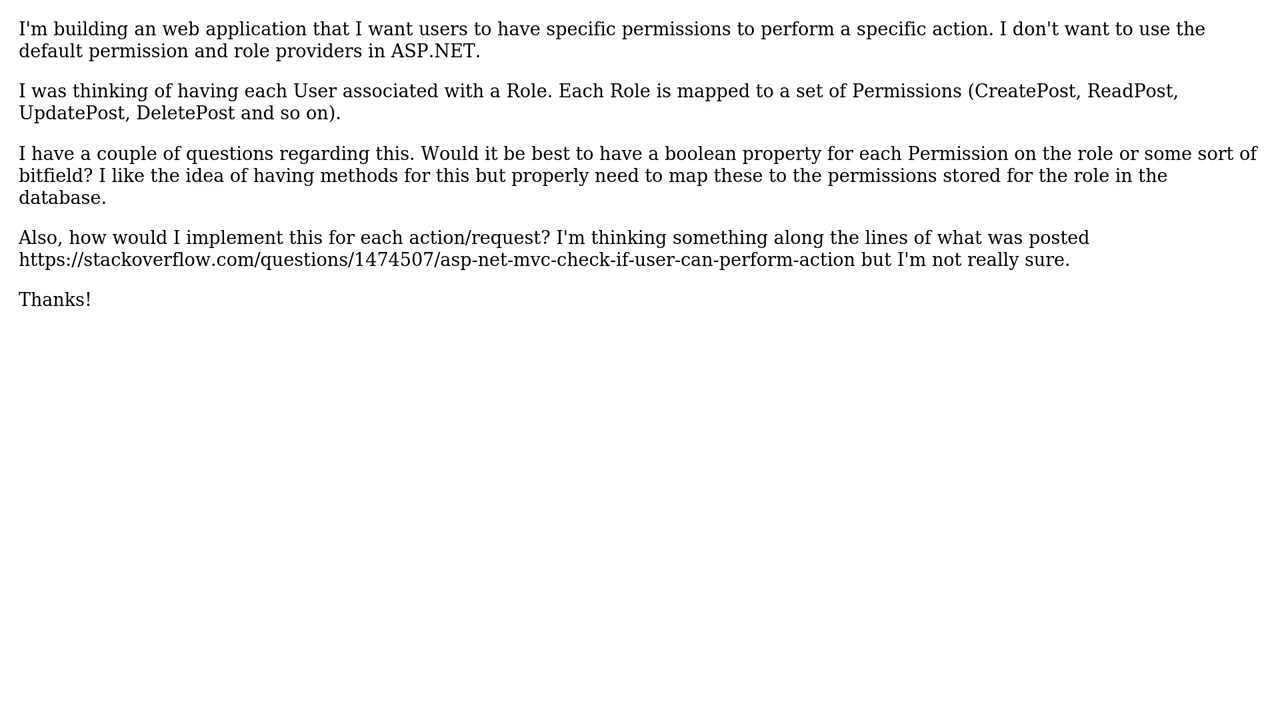 I'm building an web application that I want users to have specific permissions to perform a specific action. I don't want to use the
default permission and role providers in ASP.NET.
I was thinking of having each User associated with a Role. Each Role is mapped to a set of Permissions (CreatePost, ReadPost,
UpdatePost, DeletePost and so on).
I have a couple of questions regarding this. Would it be best to have a boolean property for each Permission on the role or some sort of
bitfield? I like the idea of having methods for this but properly need to map these to the permissions stored for the role in the
database.
Also, how would I implement this for each action/request? I'm thinking something along the lines of what was posted
https://stackoverflow.com/questions/1474507/asp-net-mvc-check-if-user-can-perform-action but I'm not really sure.
Thanks!